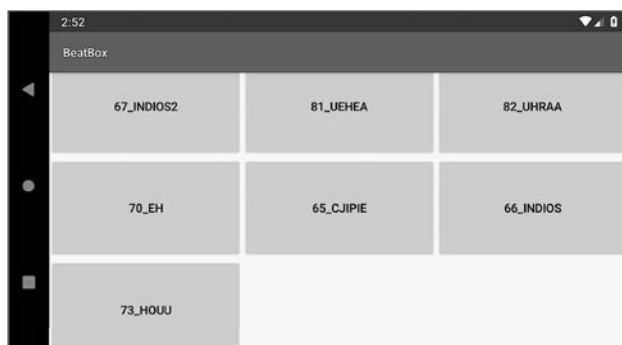 2:52
BeatBox
67_INDIOS2 81_UEHEA 82_UHRAA
70_EH 65_CJIPIE 66_INDIOS
73_HOUU